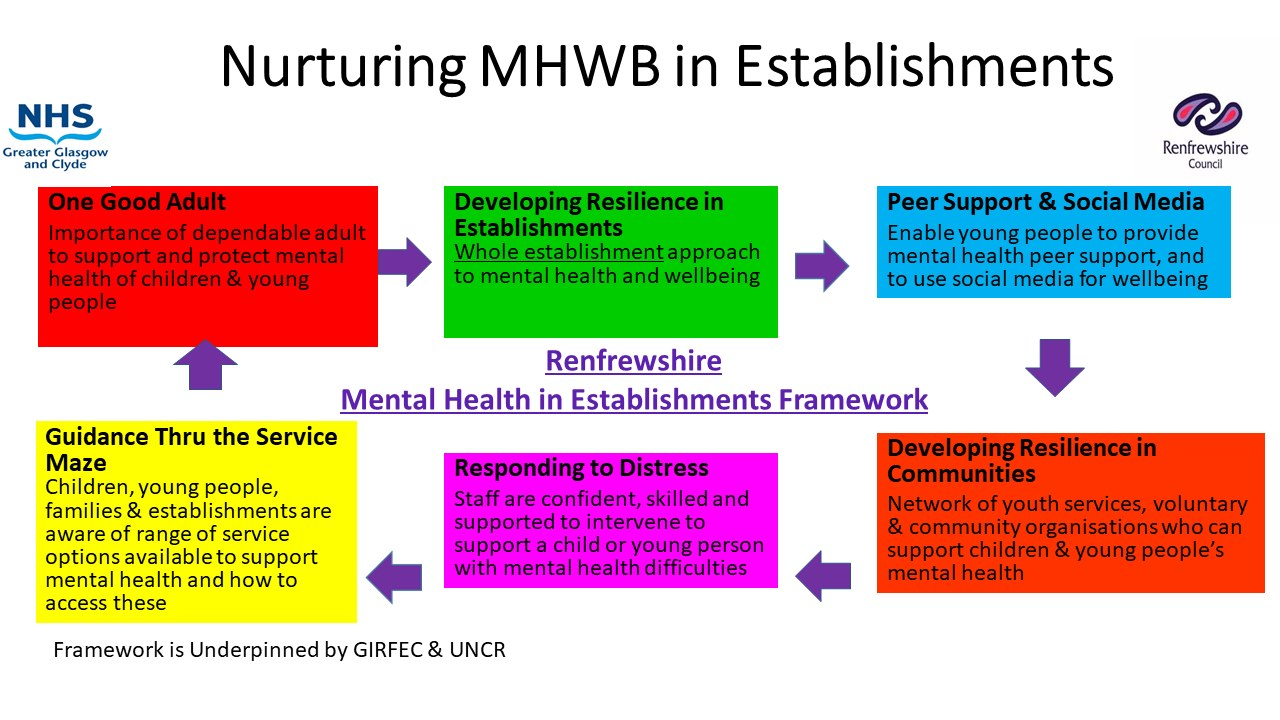 Nurturing MHWB in Establishments
NHS
Greater Glasgow
and Clyde
Renfrewshire
Council
One Good Adult
Importance of dependable adult
to support and protect mental
health of children & young
people
Developing Resilience in
Establishments
Whole establishment approach
to mental health and wellbeing
Peer Support & Social Media
Enable young people to provide
mental health peer support, and
to use social media for wellbeing
Renfrewshire
Mental Health in Establishments Framework
Guidance Thru the Service
Maze
Children, young people,
families & establishments are
aware of range of service
options available to support
mental health and how to
access these
Responding to Distress
Staff are confident, skilled and
supported to intervene to
support a child or young person
with mental health difficulties
Developing Resilience in
Communities
Network of youth services, voluntary
& community organisations who can
support children & young people’s
mental health
Framework is Underpinned by GIRFEC & UNCR